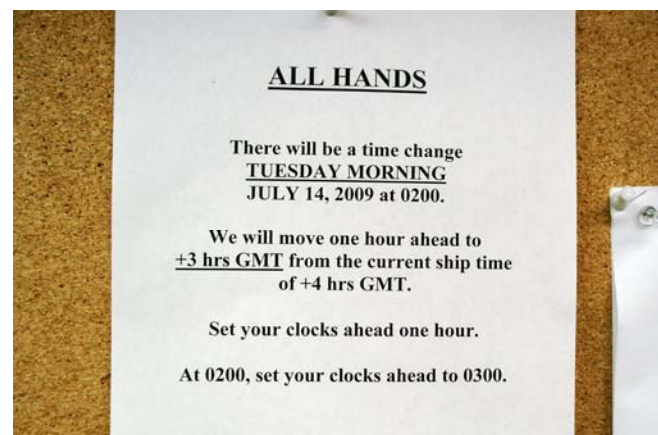 ALL HANDS
There will be a time change
TUESDAY MORNING
JULY 14, 2009 at 0200.
We will move one hour ahead to
+3 hrs GMT from the current ship time
of +4 hrs GMT.
Set your clocks ahead one hour.
At 0200, set your clocks ahead to 0300.